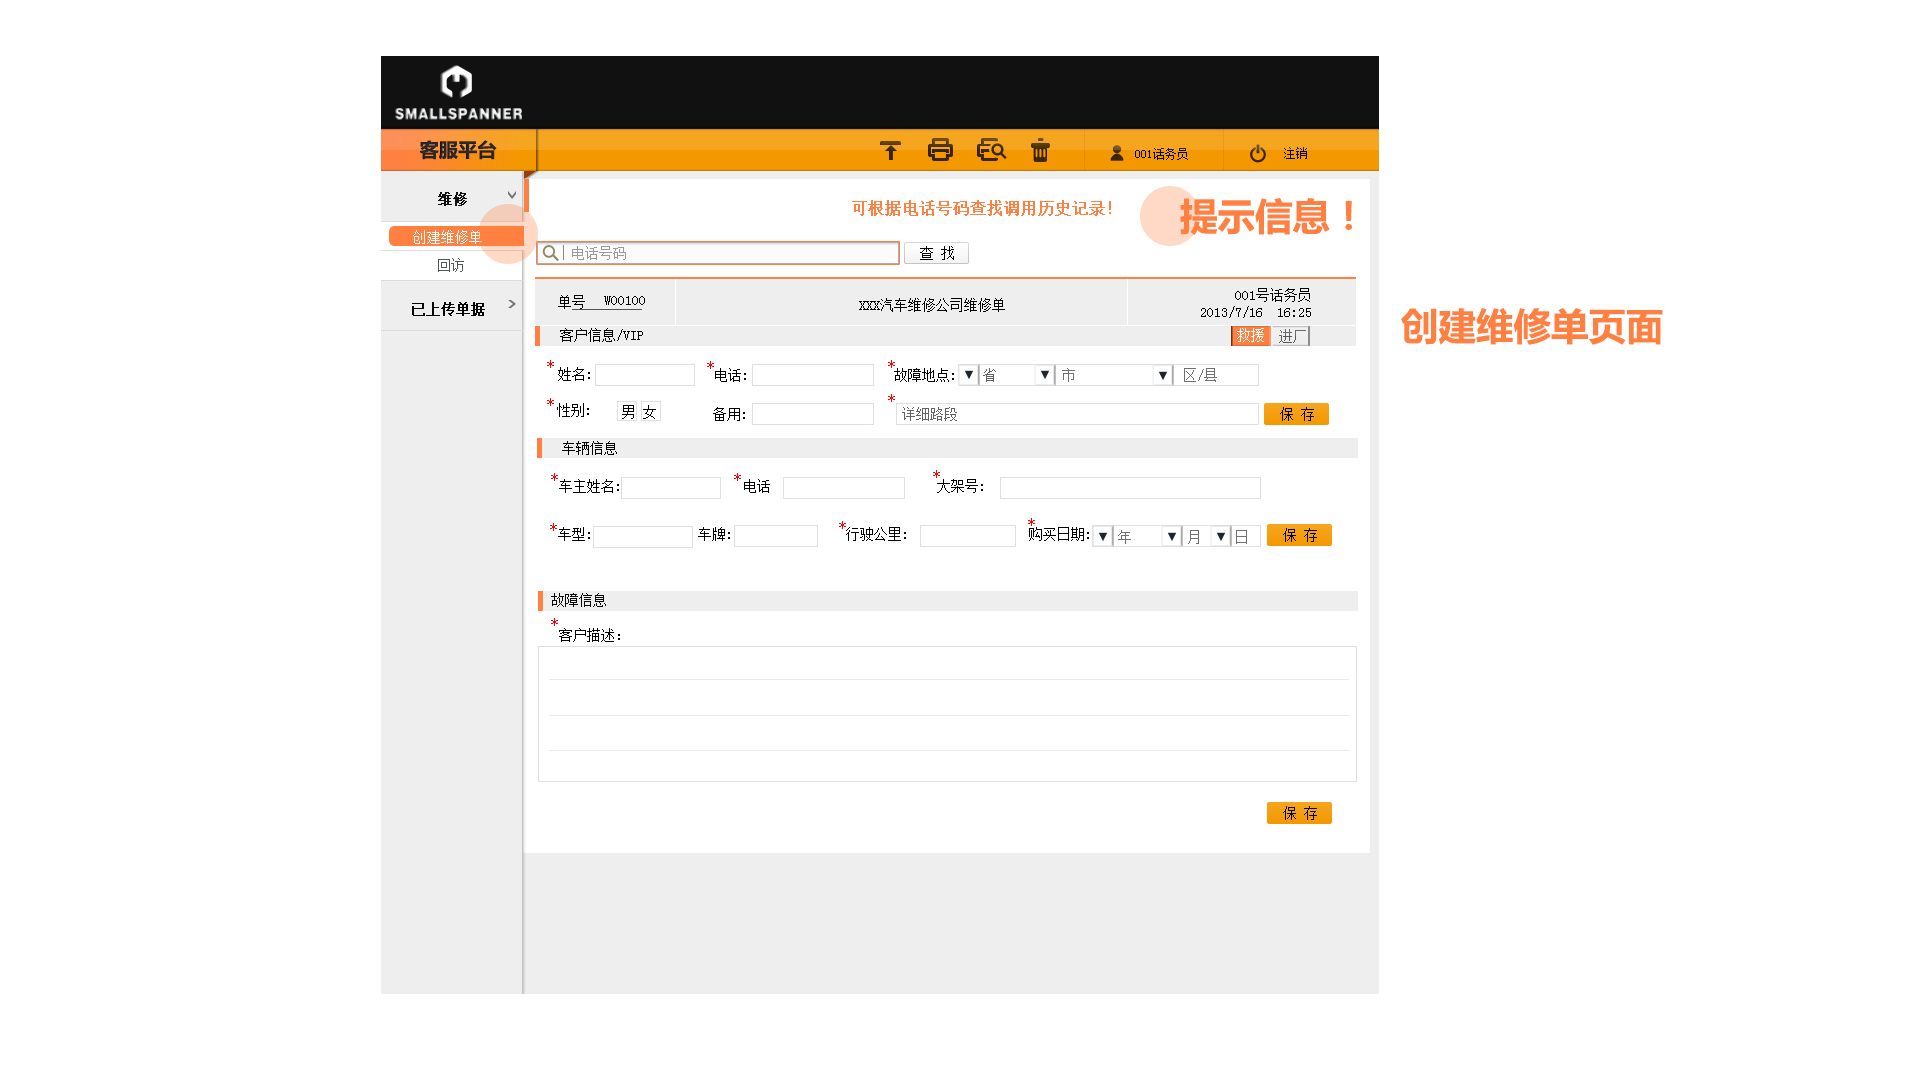 SMALLSPANNER
客服平台
001话务员
注销
维修
创建维修单
回访
已上传单据
可根据电话号码查找调用历史记录!
提示信息！
电话号码
查 找
单号 W00100
XXX汽车维修公司维修单
001号话务员
2013/7/16 16:25
创建维修单页面
客户信息/VIP
救援 进厂
*姓名: *电话: *故障地点: ▼ 省 ▼ 市 ▼ 区/县
*性别: 男 女 备用: *详细路段 保 存
车辆信息
*车主姓名: *电话 *大架号:
*车型: 车牌: *行驶公里: *购买日期: ▼ 年 ▼ 月 ▼ 日 保 存
故障信息
*客户描述:
保 存